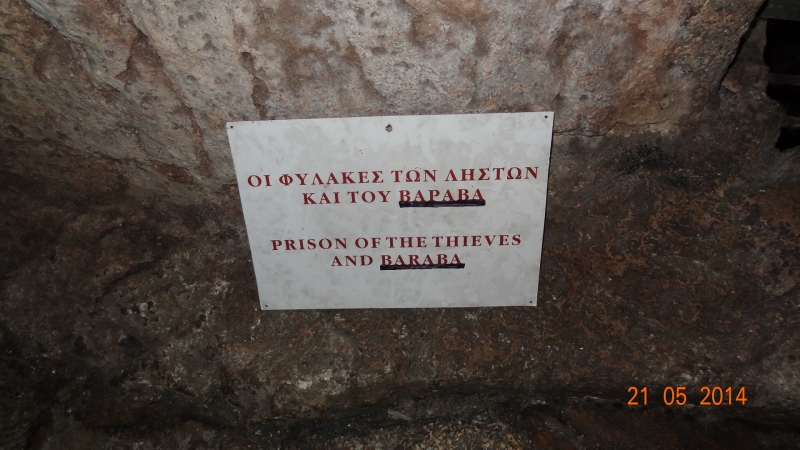 ΟΙ ΦΥΛΑΚΕΣ ΤΩΝ ΛΗΣΤΩΝ
ΚΑΙ ΤΟΥ ΒΑΡΑΒΑ
PRISON OF THE THIEVES
AND BARABA
21 05 2014